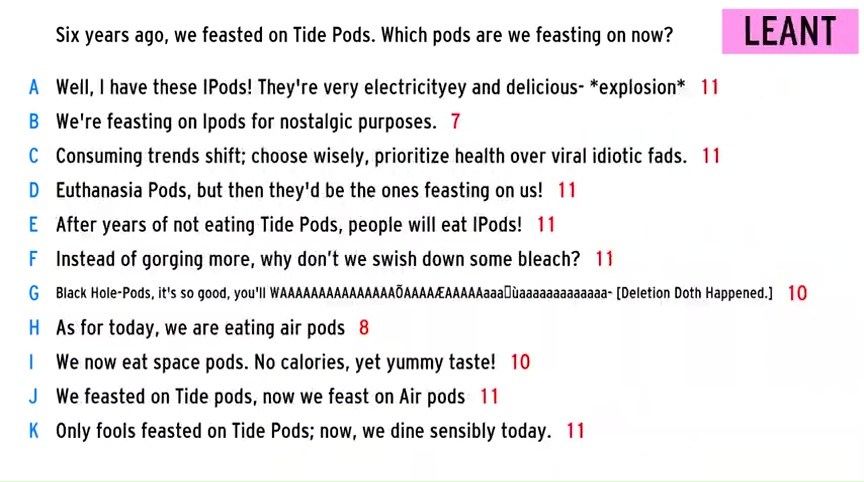 Six years ago, we feasted on Tide Pods. Which pods are we feasting on now?
LEANT
A Well, I have these IPods! They're very electricityey and delicious- *explosion* 11
B We're feasting on Ipods for nostalgic purposes. 7
C Consuming trends shift; choose wisely, prioritize health over viral idiotic fads. 11
D Euthanasia Pods, but then they'd be the ones feasting on us! 11
E After years of not eating Tide Pods, people will eat IPods! 11
F Instead of gorging more, why don’t we swish down some bleach? 11
G Black Hole-Pods, it's so good, you'll WAAAAAAAAAAAAAAAÕAAAAÆAAAAAaaa▯ùaaaaaaaaaaaaa- [Deletion Doth Happened.] 10
H As for today, we are eating air pods 8
I We now eat space pods. No calories, yet yummy taste! 10
J We feasted on Tide pods, now we feast on Air pods 11
K Only fools feasted on Tide Pods; now, we dine sensibly today. 11